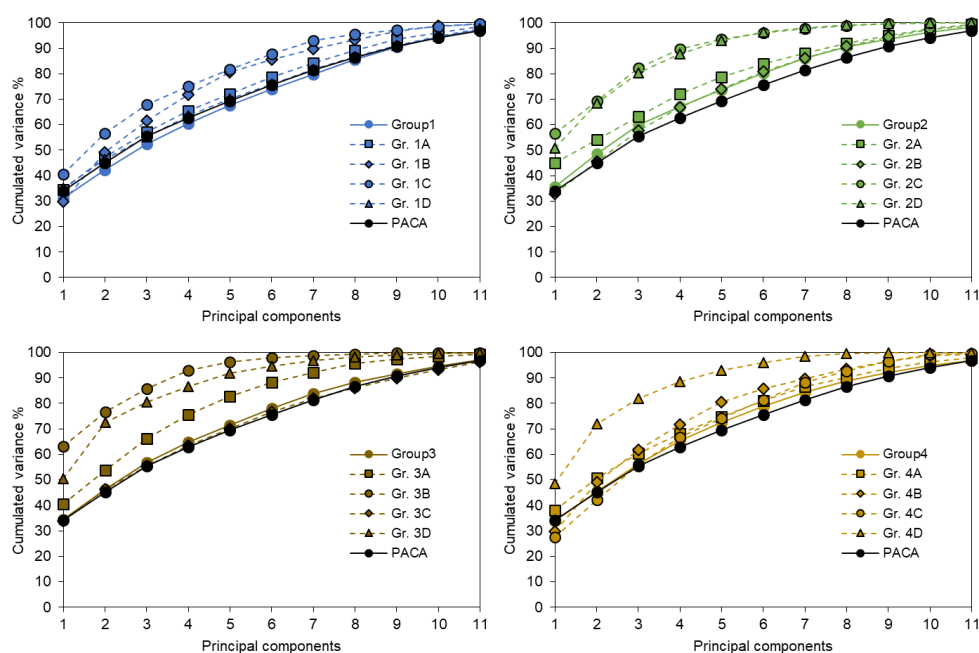 100
90
80
70
60
50
40
30
20
10
0
Cumulated variance %
Group1
Gr. 1A
Gr. 1B
Gr. 1C
Gr. 1D
PACA
1 2 3 4 5 6 7 8 9 10 11
Principal components
100
90
80
70
60
50
40
30
20
10
0
Cumulated variance %
Group2
Gr. 2A
Gr. 2B
Gr. 2C
Gr. 2D
PACA
1 2 3 4 5 6 7 8 9 10 11
Principal components
100
90
80
70
60
50
40
30
20
10
0
Cumulated variance %
Group3
Gr. 3A
Gr. 3B
Gr. 3C
Gr. 3D
PACA
1 2 3 4 5 6 7 8 9 10 11
Principal components
100
90
80
70
60
50
40
30
20
10
0
Cumulated variance %
Group4
Gr. 4A
Gr. 4B
Gr. 4C
Gr. 4D
PACA
1 2 3 4 5 6 7 8 9 10 11
Principal components